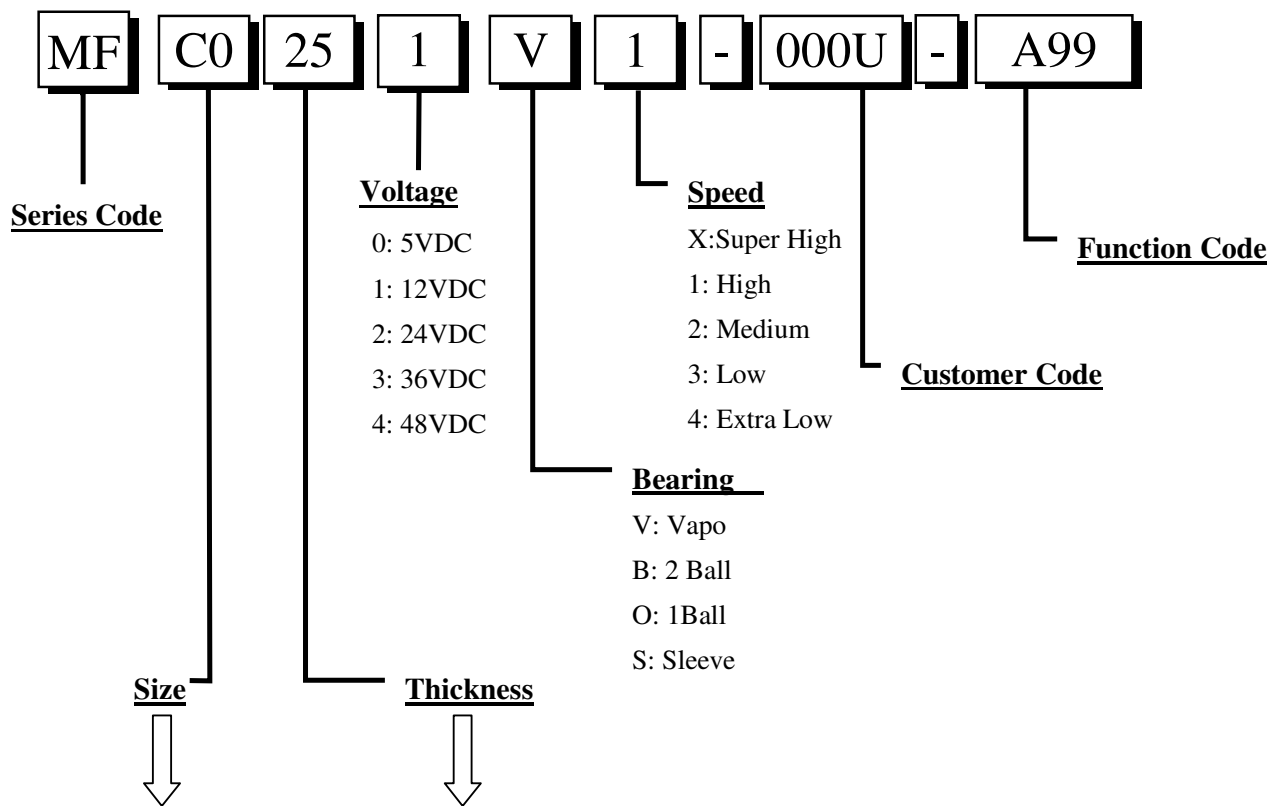 MF C0 25 1 V 1 - 000U - A99
Series Code
Voltage
0: 5VDC
1: 12VDC
2: 24VDC
3: 36VDC
4: 48VDC
Speed
X:Super High
1: High
2: Medium
3: Low
4: Extra Low
Function Code
Customer Code
Bearing
V: Vapo
B: 2 Ball
O: 1Ball
S: Sleeve
Size
Thickness